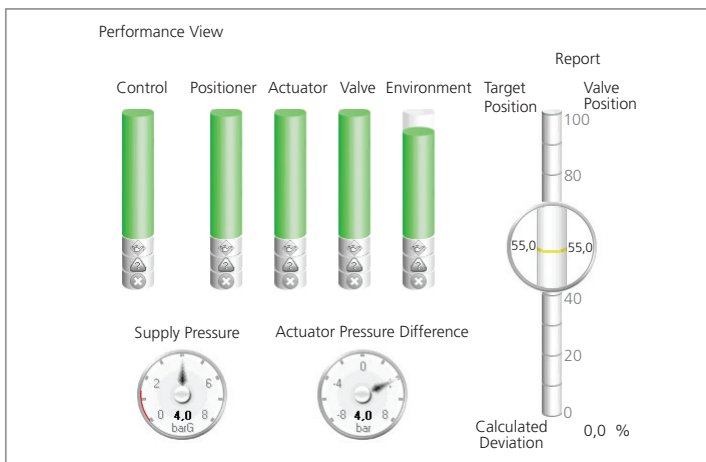 Performance View
Report
Control Positioner Actuator Valve Environment Target Position Valve Position
100
80
55,0 55,0
40
20
0
Supply Pressure Actuator Pressure Difference
2 6
0 8
4,0
barG
0
-4
-8 8
4,0
bar
Calculated Deviation 0,0 %